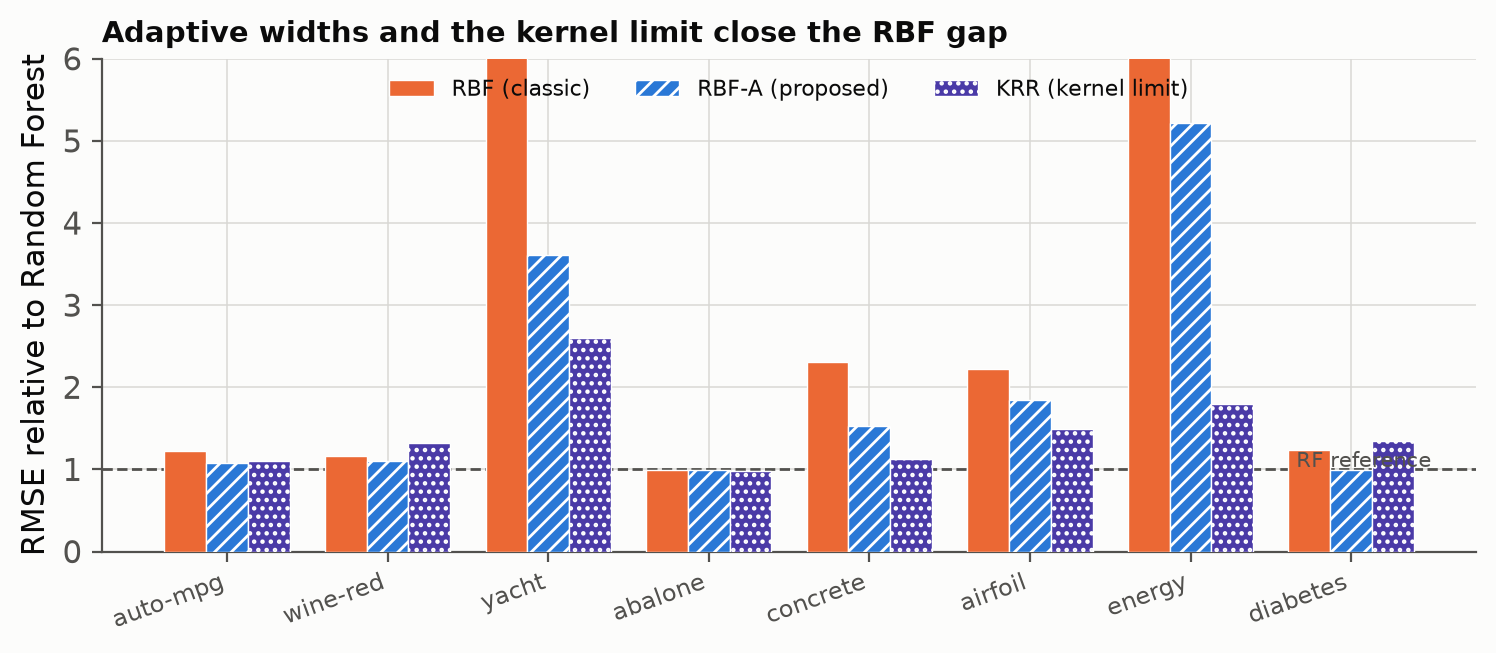 Adaptive widths and the kernel limit close the RBF gap
RBF (classic)
RBF-A (proposed)
KRR (kernel limit)
RMSE relative to Random Forest
6
5
4
3
2
1
0
RF reference
auto-mpg
wine-red
yacht
abalone
concrete
airfoil
energy
diabetes